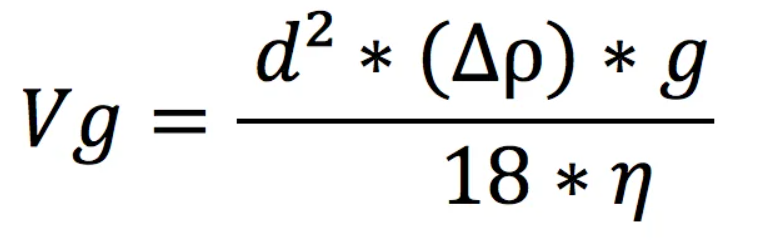 Vg = d² * (Δρ) * g
18 * η